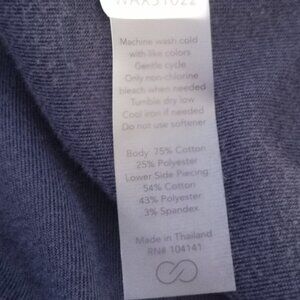 Machine wash cold
with like colors
Gentle cycle
Only non-chlorine
bleach when needed
Tumble dry low
Cool iron if needed
Do not use softener
Body: 75% Cotton
25% Polyester
Lower Side Piecing:
54% Cotton
43% Polyester
3% Spandex
Made in Thailand
RN# 104141